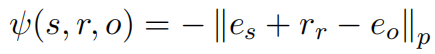 ψ(s, r, o) = − ‖e_s + r_r − e_o‖_p